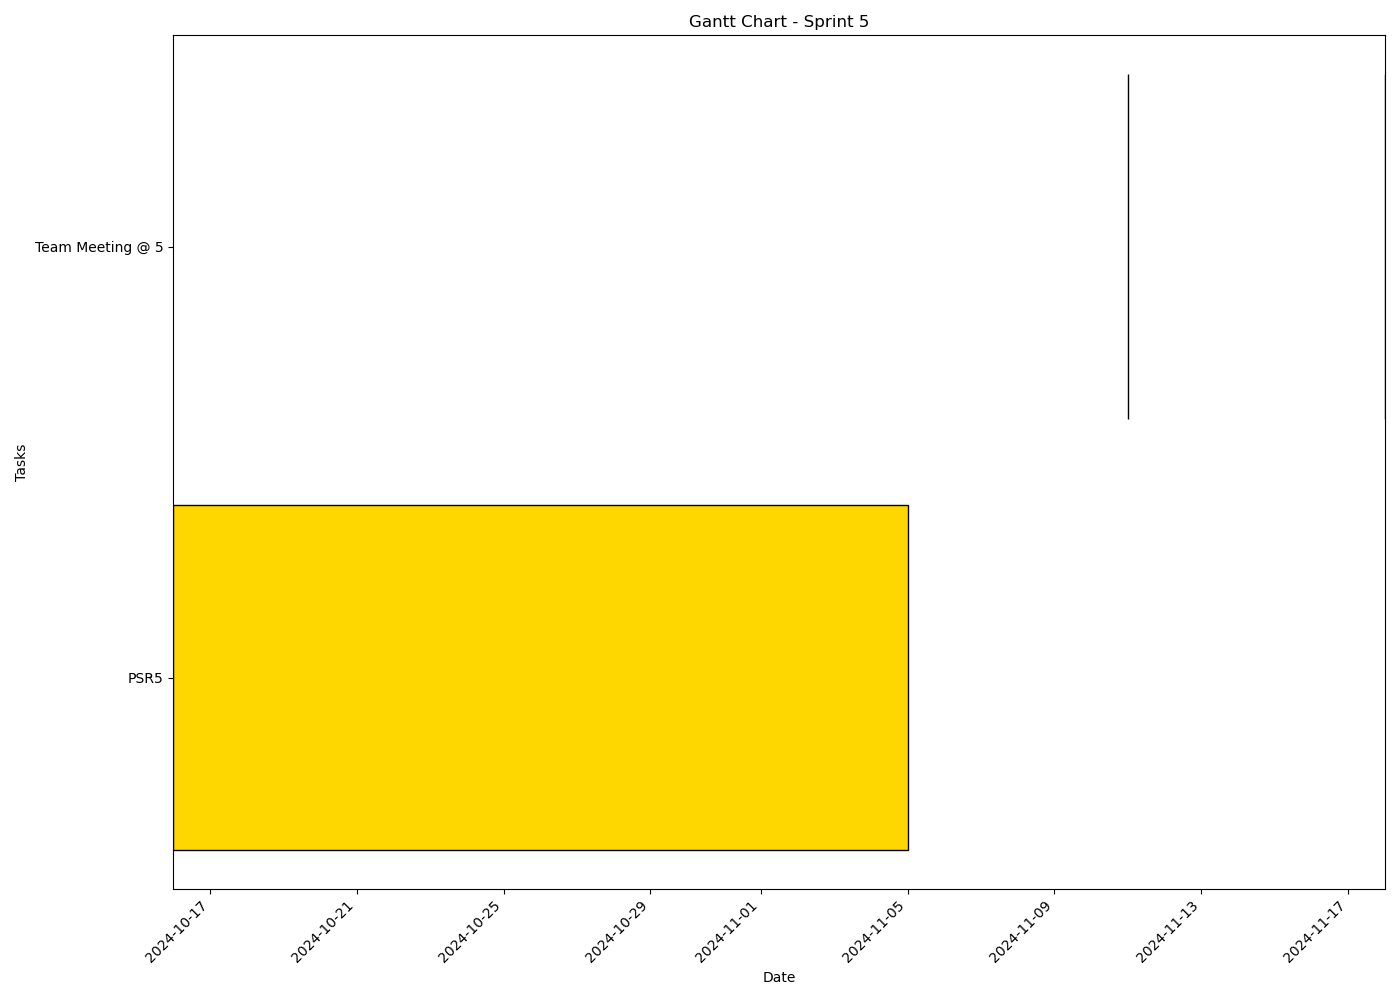 Gantt Chart - Sprint 5
Team Meeting @ 5
PSR5
Tasks
2024-10-17
2024-10-21
2024-10-25
2024-10-29
2024-11-01
2024-11-05
2024-11-09
2024-11-13
2024-11-17
Date